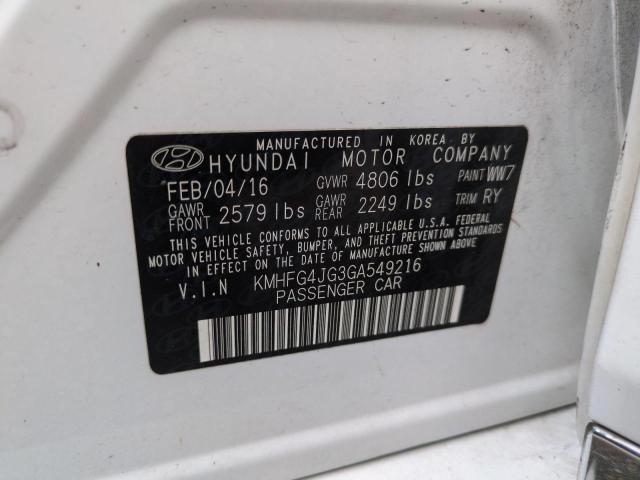 MANUFACTURED IN KOREA BY
HYUNDAI MOTOR COMPANY
FEB/04/16 GVWR 4806 lbs PAINT WW7
GAWR FRONT 2579 lbs GAWR REAR 2249 lbs TRIM RY
THIS VEHICLE CONFORMS TO ALL APPLICABLE U.S.A. FEDERAL
MOTOR VEHICLE SAFETY, BUMPER, AND THEFT PREVENTION STANDARDS
IN EFFECT ON THE DATE OF MANUFACTURE SHOWN ABOVE.
V.I.N KMHFG4JG3GA549216
PASSENGER CAR